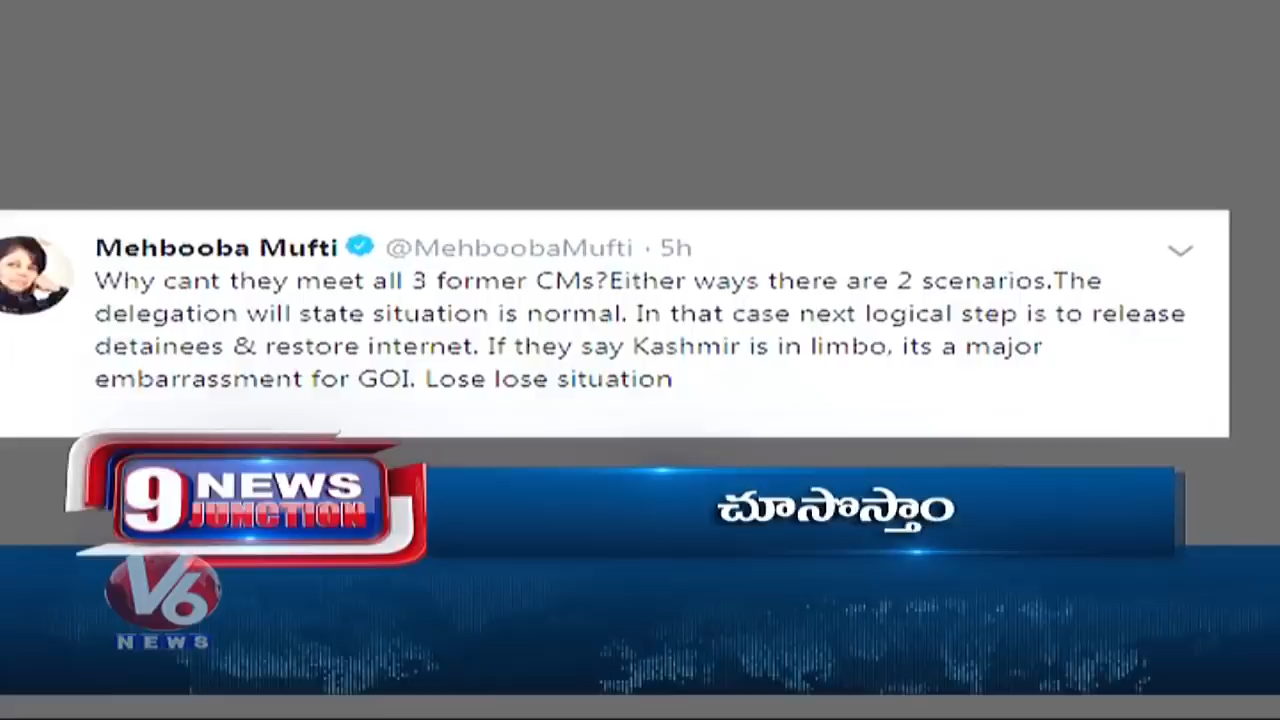 Mehbooba Mufti @MehboobaMufti · 5h
Why cant they meet all 3 former CMs?Either ways there are 2 scenarios.The
delegation will state situation is normal. In that case next logical step is to release
detainees & restore internet. If they say Kashmir is in limbo, its a major
embarrassment for GOI. Lose lose situation
9 NEWS
JUNCTION
చూసొస్తాం
V6
NEWS